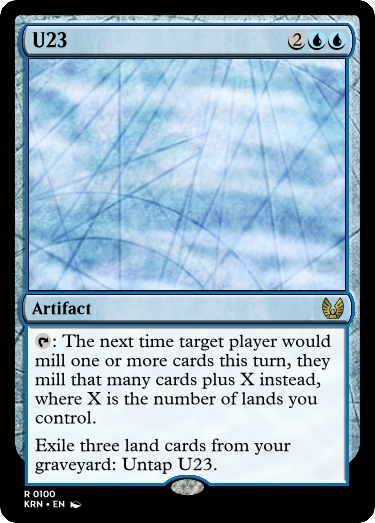 U23
2
Artifact
: The next time target player would
mill one or more cards this turn, they
mill that many cards plus X instead,
where X is the number of lands you
control.
Exile three land cards from your
graveyard: Untap U23.
R 0100
KRN • EN